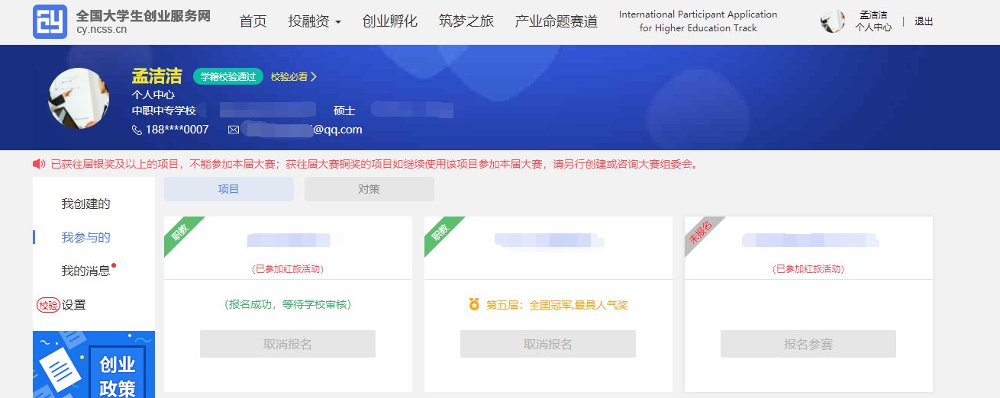 全国大学生创业服务网
cy.ncss.cn
首页 投融资 创业孵化 筑梦之旅 产业命题赛道
International Participant Application
for Higher Education Track
孟洁洁
个人中心 | 退出
孟洁洁 学籍校验通过 校验必看
个人中心
中职中专学校 硕士
188****0007 @qq.com
已获往届银奖及以上的项目，不能参加本届大赛；获往届大赛铜奖的项目如继续使用该项目参加本届大赛，请另行创建或咨询大赛组委会。
我创建的
我参与的
我的消息
校验 设置
创业
政策
项目 对策
职教
(已参加红旅活动)
(报名成功，等待学校审核)
取消报名
职教
第五届：全国冠军,最具人气奖
取消报名
未报名
(已参加红旅活动)
报名参赛